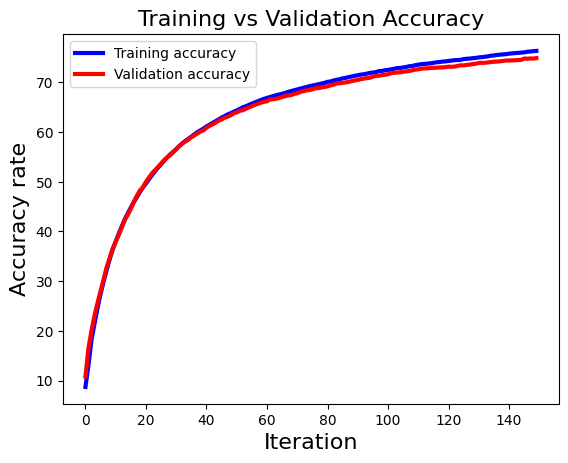 Training vs Validation Accuracy
Training accuracy
Validation accuracy
Accuracy rate
70
60
50
40
30
20
10
0 20 40 60 80 100 120 140
Iteration